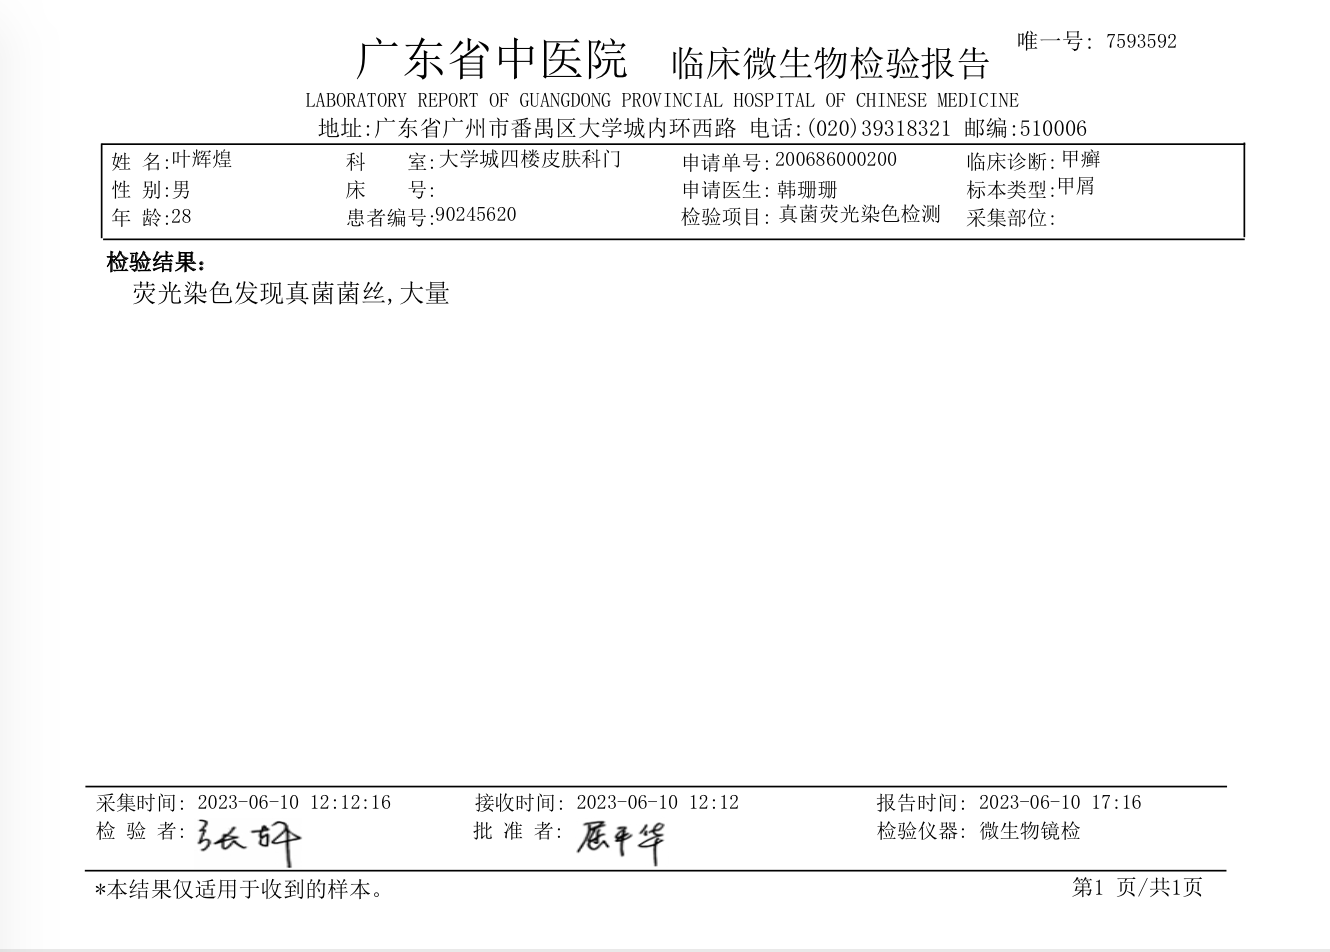 唯一号: 7593592
广东省中医院 临床微生物检验报告
LABORATORY REPORT OF GUANGDONG PROVINCIAL HOSPITAL OF CHINESE MEDICINE
地址:广东省广州市番禺区大学城内环西路 电话:(020)39318321 邮编:510006
姓 名:叶辉煌 科 室:大学城四楼皮肤科门 申请单号:200686000200 临床诊断:甲癣
性 别:男 床 号: 申请医生:韩珊珊 标本类型:甲屑
年 龄:28 患者编号:90245620 检验项目:真菌荧光染色检测 采集部位:
检验结果:
荧光染色发现真菌菌丝,大量
采集时间: 2023-06-10 12:12:16 接收时间: 2023-06-10 12:12 报告时间: 2023-06-10 17:16
检 验 者: 批 准 者: 屈平华 检验仪器: 微生物镜检
*本结果仅适用于收到的样本。 第1 页/共1页